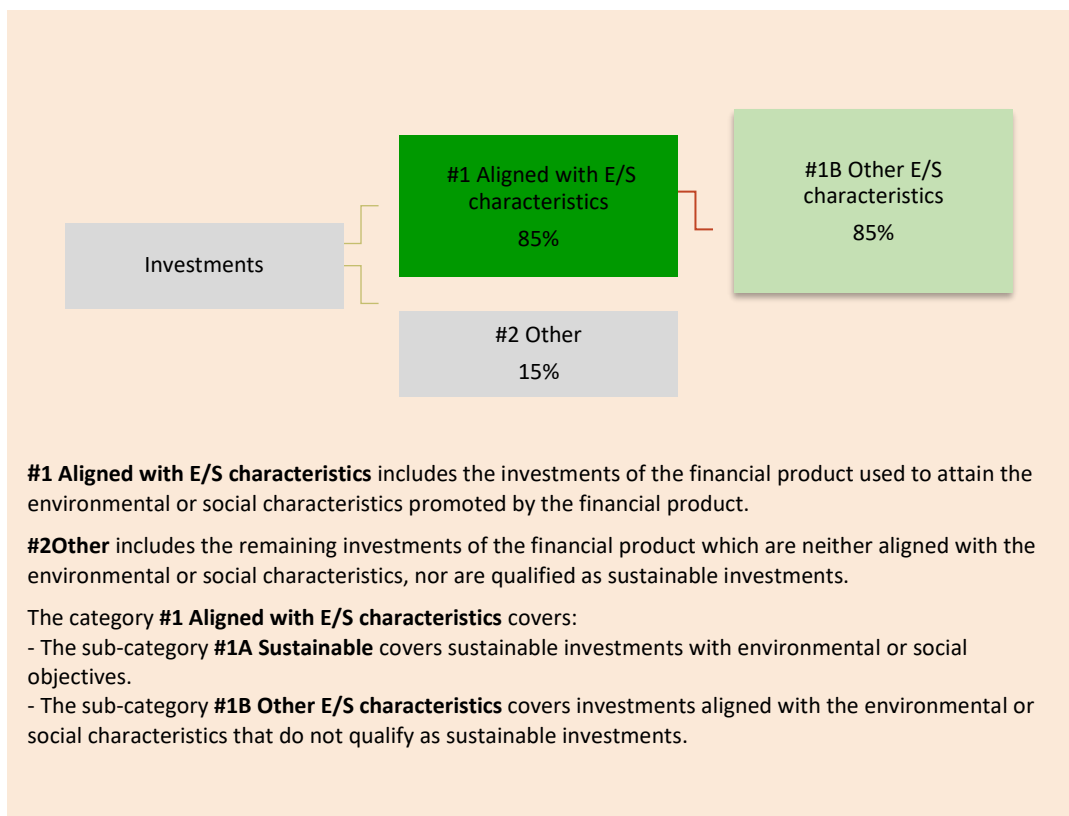 Investments
#1 Aligned with E/S
characteristics
85%
#1B Other E/S
characteristics
85%
#2 Other
15%
#1 Aligned with E/S characteristics includes the investments of the financial product used to attain the
environmental or social characteristics promoted by the financial product.
#2Other includes the remaining investments of the financial product which are neither aligned with the
environmental or social characteristics, nor are qualified as sustainable investments.
The category #1 Aligned with E/S characteristics covers:
- The sub-category #1A Sustainable covers sustainable investments with environmental or social
objectives.
- The sub-category #1B Other E/S characteristics covers investments aligned with the environmental or
social characteristics that do not qualify as sustainable investments.